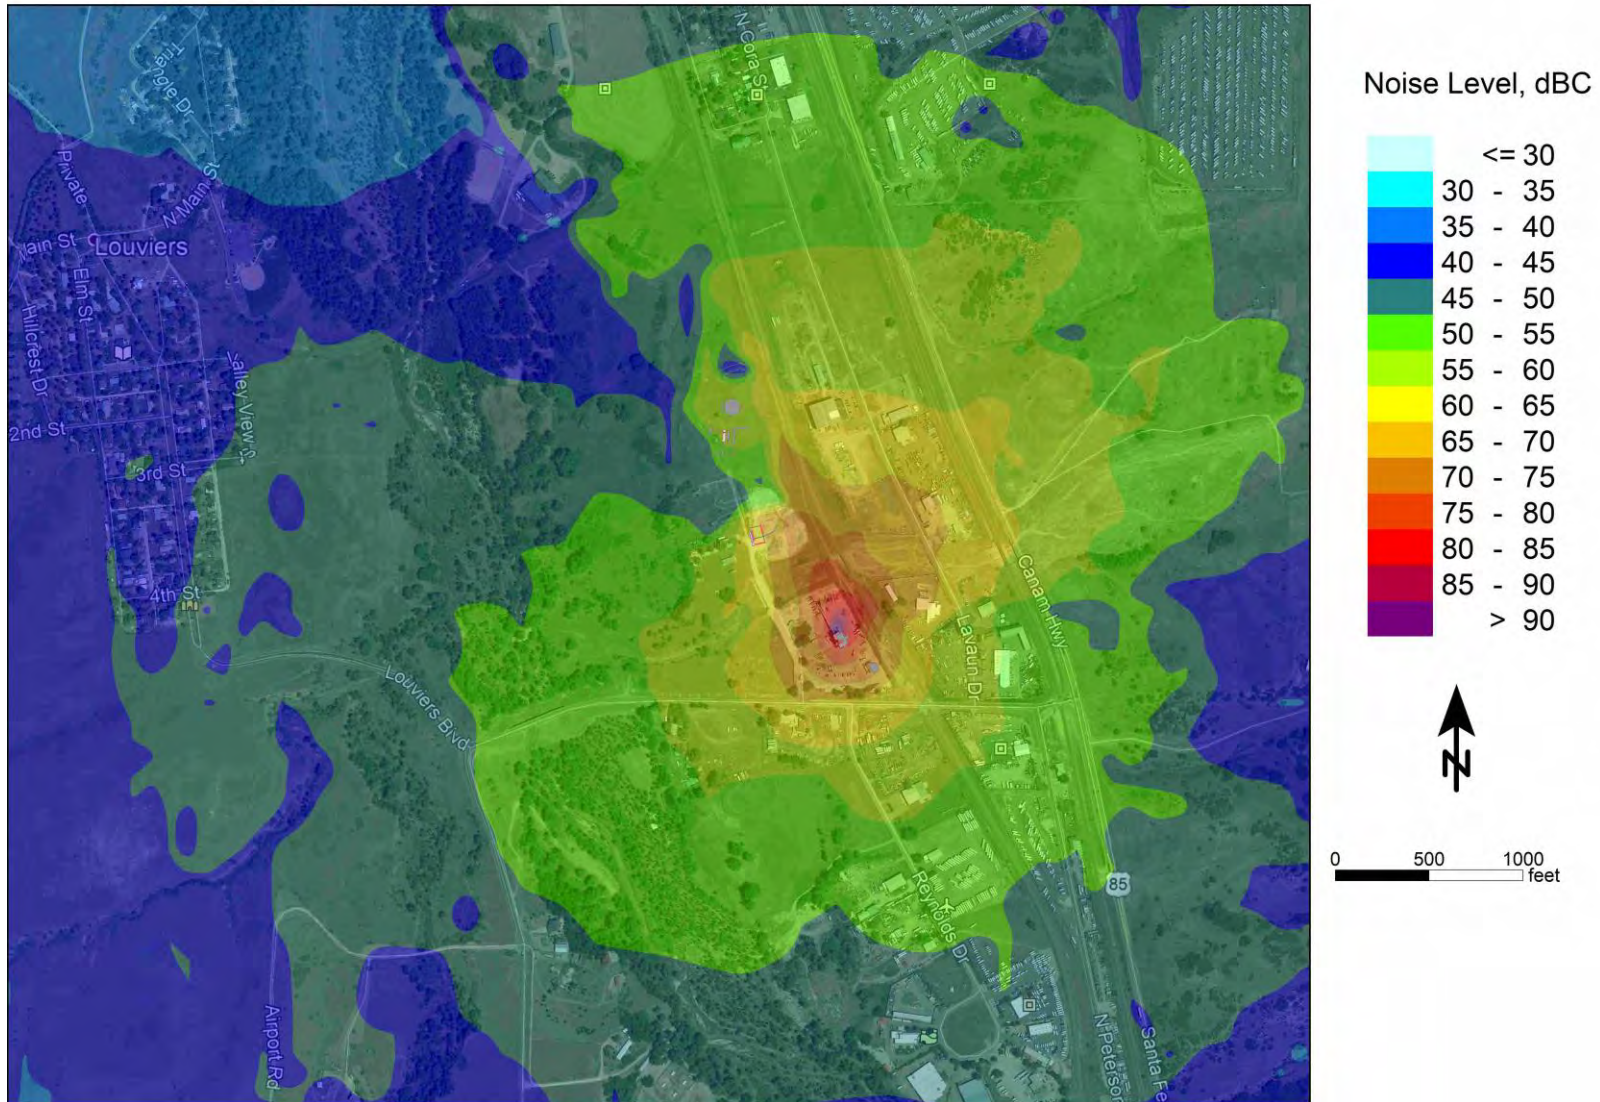 Triangle Dr
N Cora St
Private
N Main St
Main St
Louviers
Elm St
Hillcrest Dr
Valley View S
2nd St
3rd St
4th St
Louviers Blvd
Canam Hwy
Lavaun Dr
Reynolds Dr
85
Airport Rd
N Peterson
Santa Fe
Noise Level, dBC
<= 30
30 - 35
35 - 40
40 - 45
45 - 50
50 - 55
55 - 60
60 - 65
65 - 70
70 - 75
75 - 80
80 - 85
85 - 90
> 90
N
0 500 1000
feet